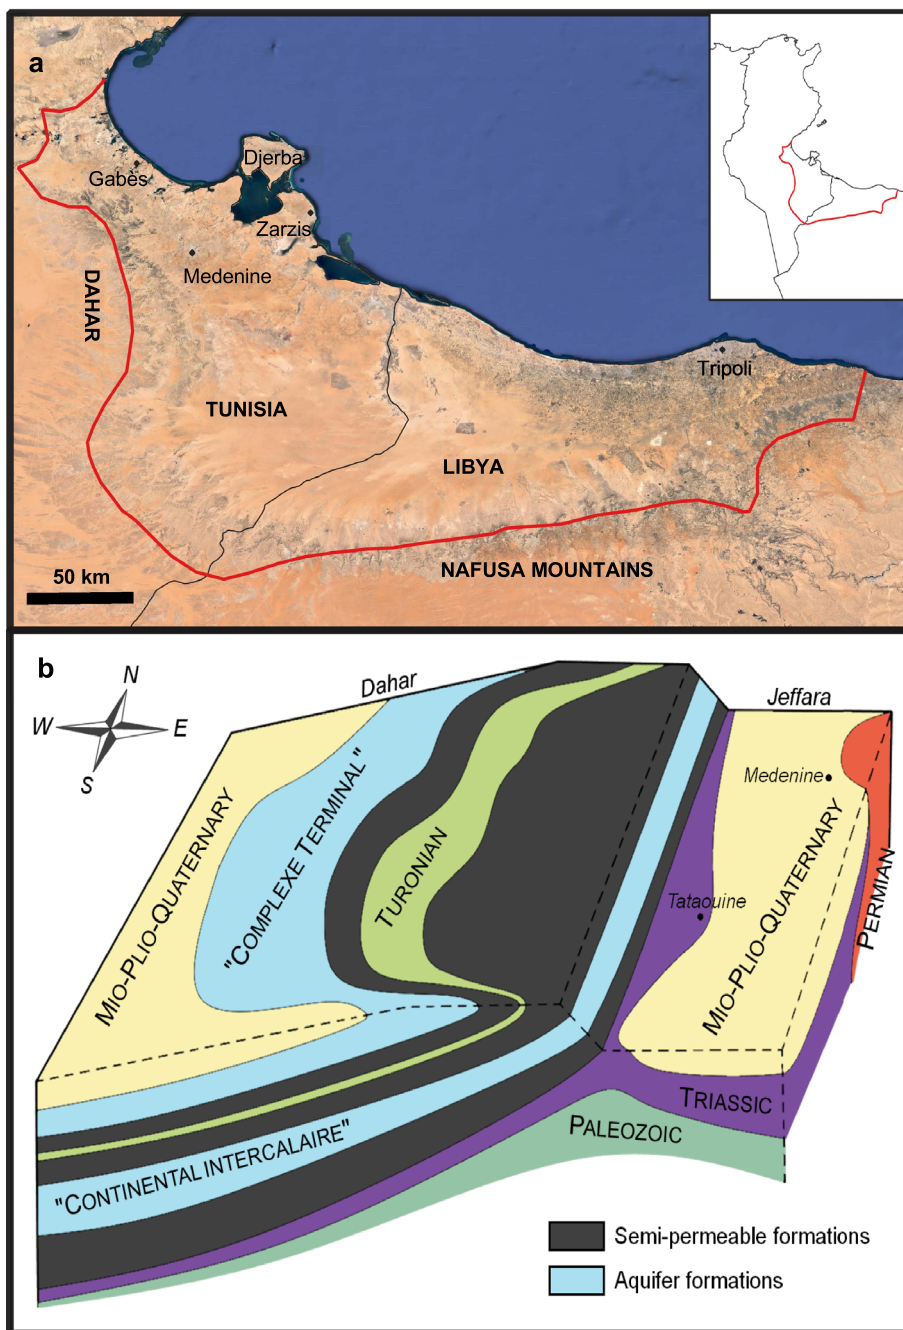 a
Djerba
Gabès
Zarzis
Medenine
DAHAR
Tripoli
TUNISIA
LIBYA
50 km
NAFUSA MOUNTAINS
b
N
W
E
S
Dahar
Jeffara
Medenine
MIO-PLIO-QUATERNARY
"COMPLEXE TERMINAL"
TURONIAN
Tataouine
MIO-PLIO-QUATERNARY
PERMIAN
TRIASSIC
PALEOZOIC
"CONTINENTAL INTERCALAIRE"
Semi-permeable formations
Aquifer formations